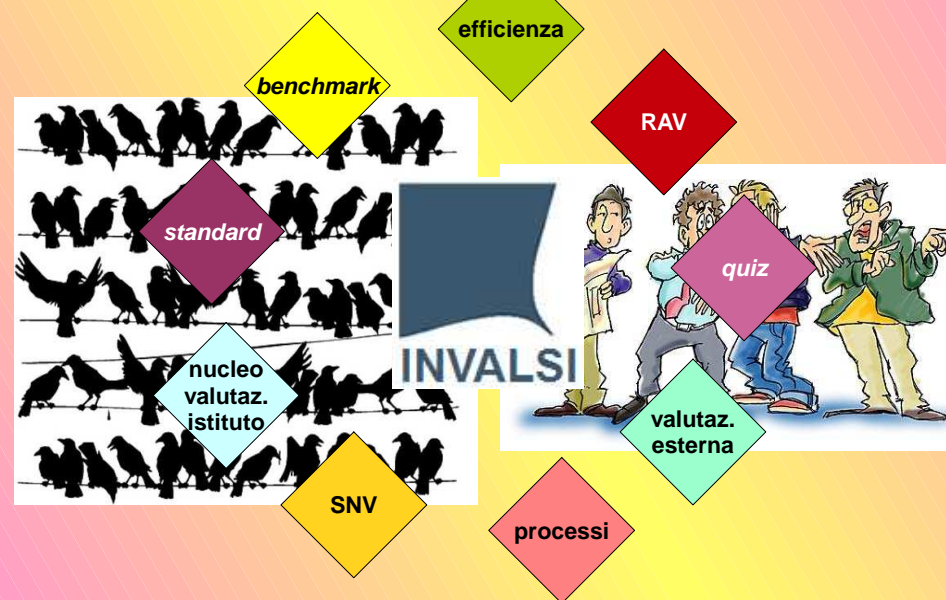 efficienza
benchmark
RAV
standard
quiz
INVALSI
nucleo
valutaz.
istituto
valutaz.
esterna
SNV
processi